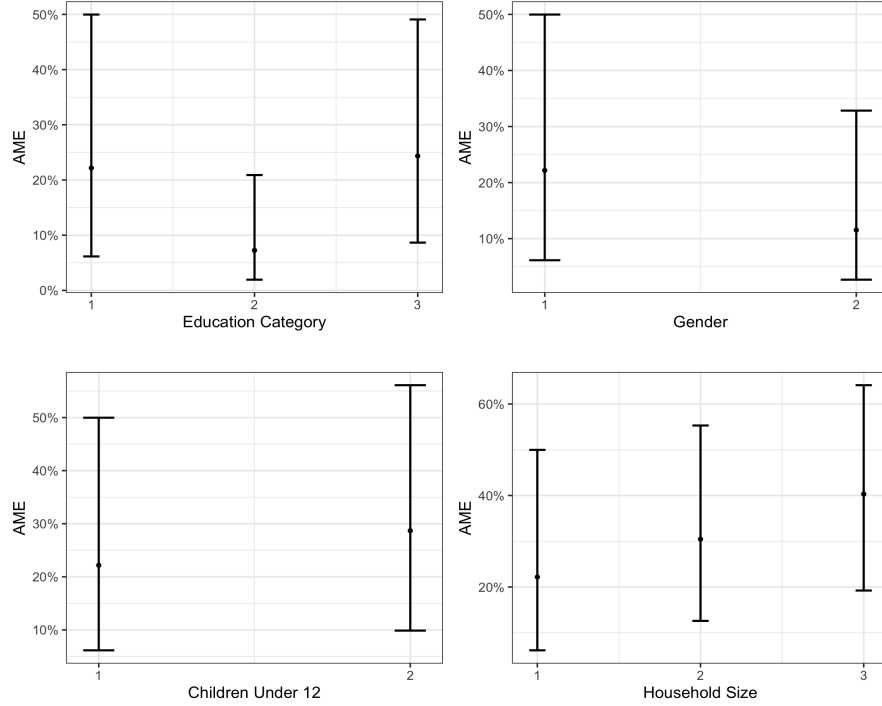 50%
40%
30%
20%
10%
0%
AME
1 2 3
Education Category
50%
40%
30%
20%
10%
AME
1 2
Gender
50%
40%
30%
20%
10%
AME
1 2
Children Under 12
60%
40%
20%
AME
1 2 3
Household Size